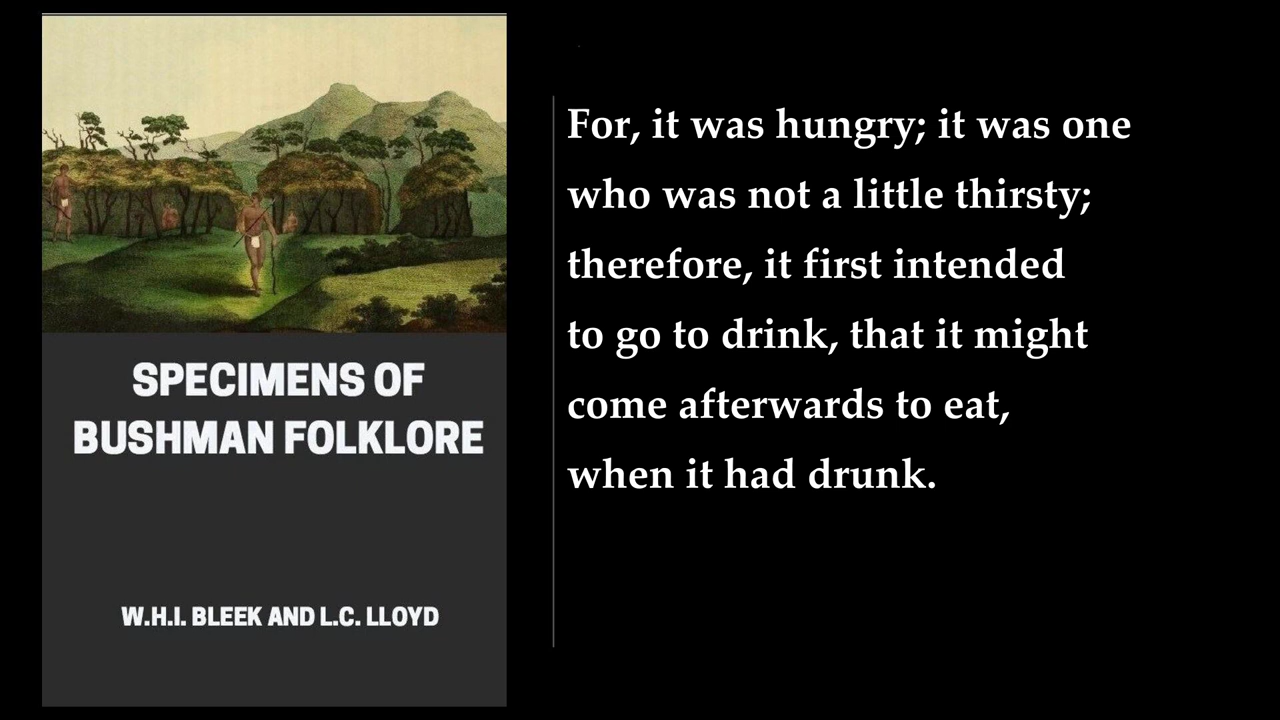 SPECIMENS OF
BUSHMAN FOLKLORE
W.H.I. BLEEK AND L.C. LLOYD
For, it was hungry; it was one
who was not a little thirsty;
therefore, it first intended
to go to drink, that it might
come afterwards to eat,
when it had drunk.